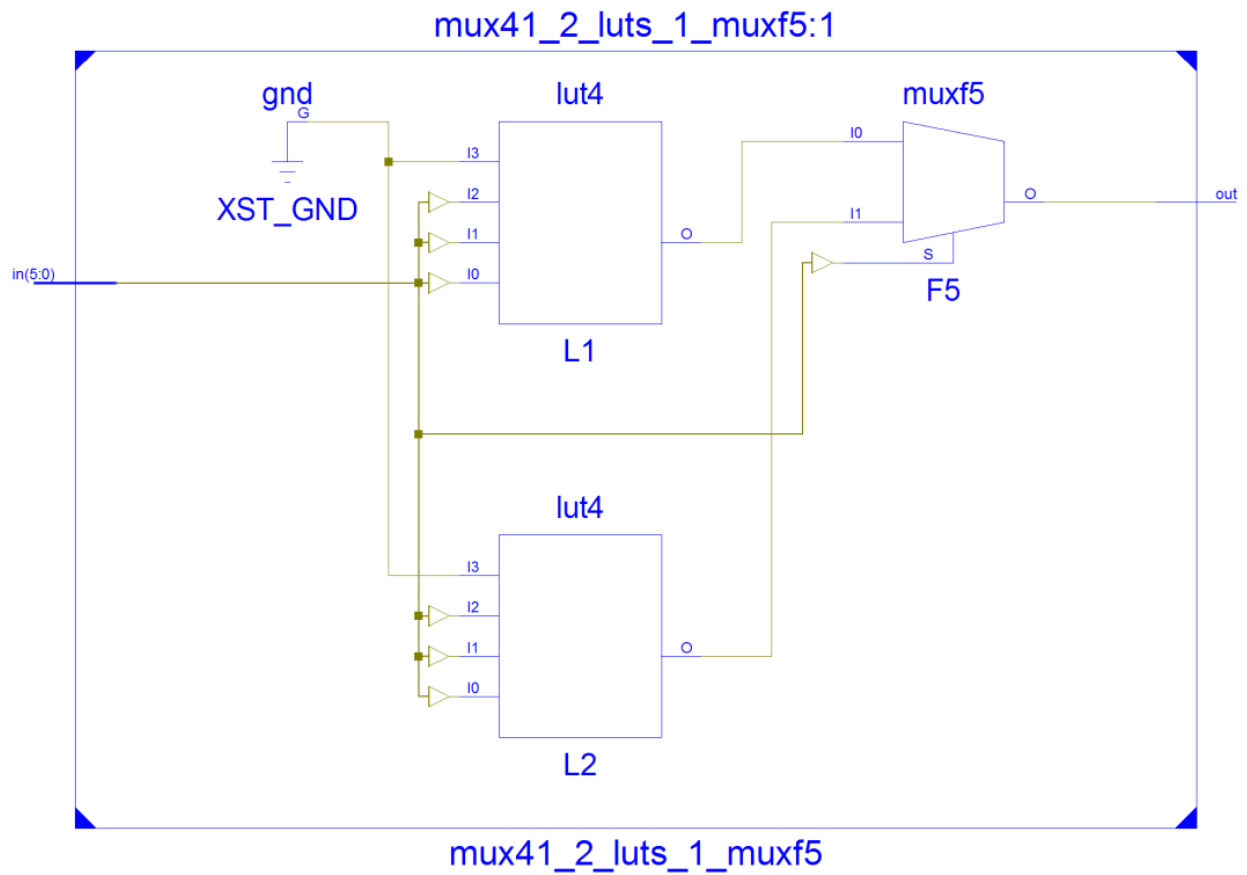 mux41_2_luts_1_muxf5:1
gnd
G
XST_GND
lut4
I3
I2
I1
I0
O
L1
muxf5
I0
I1
S
O
F5
out
in(5:0)
lut4
I3
I2
I1
I0
O
L2
mux41_2_luts_1_muxf5